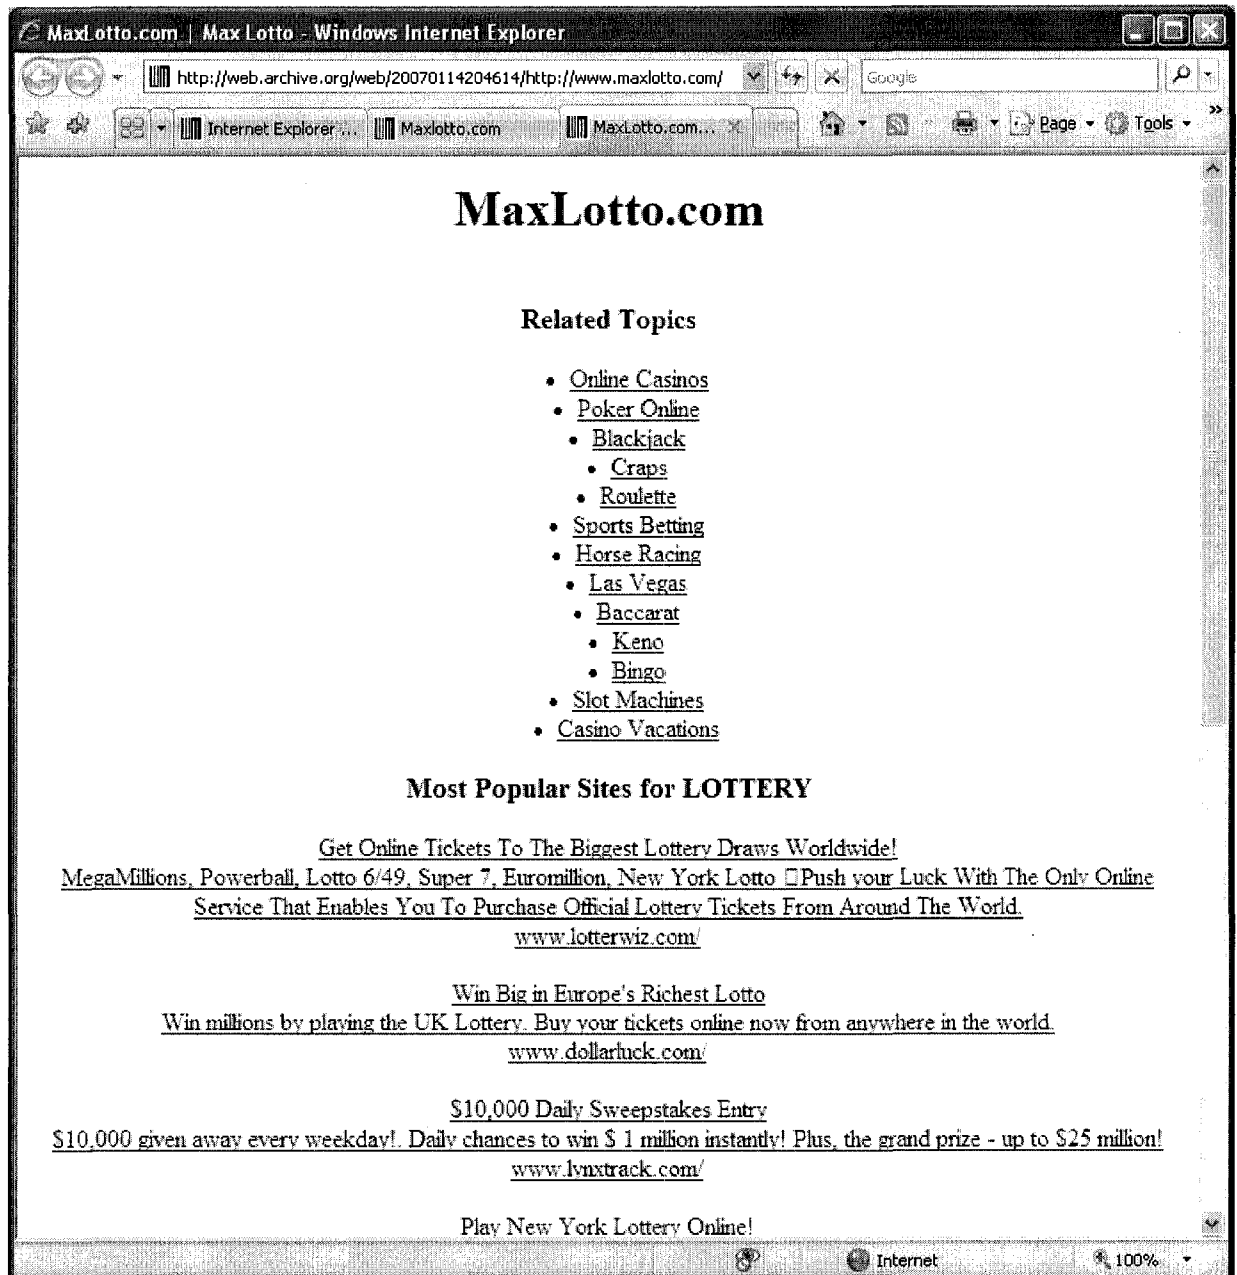 MaxLotto.com | Max Lotto - Windows Internet Explorer
http://web.archive.org/web/20070114204614/http://www.maxlotto.com/
Google
Internet Explorer ...
Maxlotto.com
MaxLotto.com...
Page
Tools
MaxLotto.com
Related Topics
• Online Casinos
• Poker Online
• Blackjack
• Craps
• Roulette
• Sports Betting
• Horse Racing
• Las Vegas
• Baccarat
• Keno
• Bingo
• Slot Machines
• Casino Vacations
Most Popular Sites for LOTTERY
Get Online Tickets To The Biggest Lottery Draws Worldwide!
MegaMillions, Powerball, Lotto 6/49, Super 7, Euromillion, New York Lotto □Push your Luck With The Only Online
Service That Enables You To Purchase Official Lottery Tickets From Around The World.
www.lotterwiz.com/
Win Big in Europe's Richest Lotto
Win millions by playing the UK Lottery. Buy your tickets online now from anywhere in the world.
www.dollarluck.com/
$10,000 Daily Sweepstakes Entry
$10,000 given away every weekday!. Daily chances to win $ 1 million instantly! Plus, the grand prize - up to $25 million!
www.lynxtrack.com/
Play New York Lottery Online!
Internet
100%